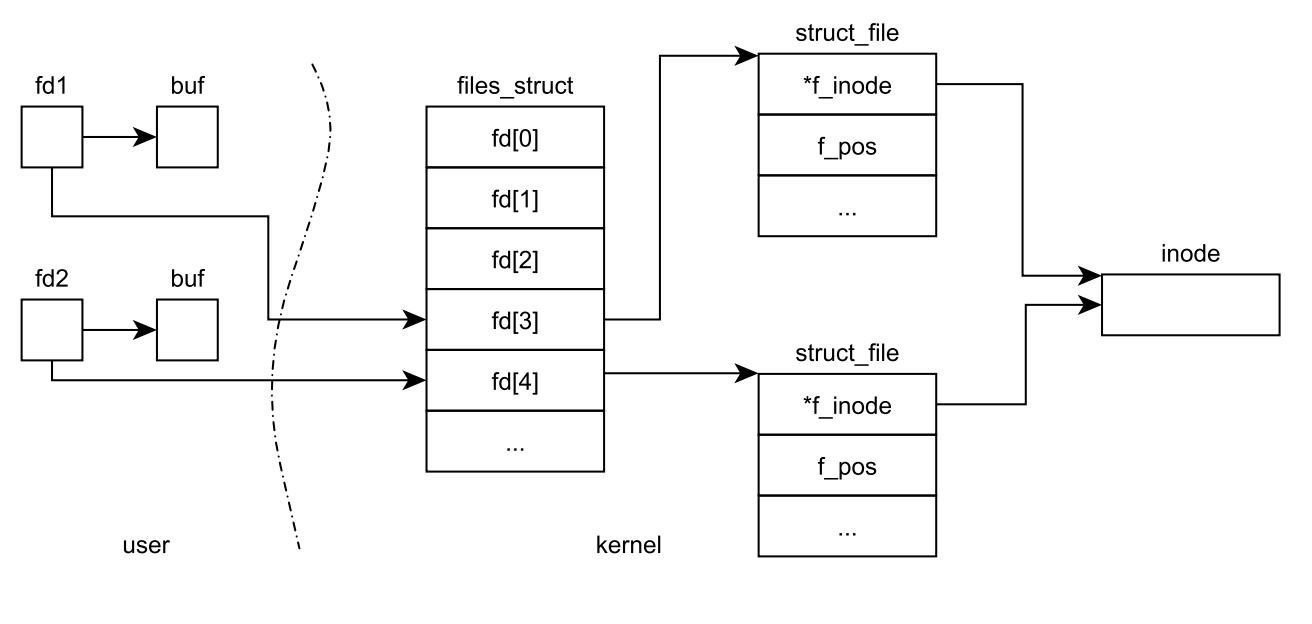 fd1
buf
fd2
buf
user
files_struct
fd[0]
fd[1]
fd[2]
fd[3]
fd[4]
...
kernel
struct_file
*f_inode
f_pos
...
struct_file
*f_inode
f_pos
...
inode